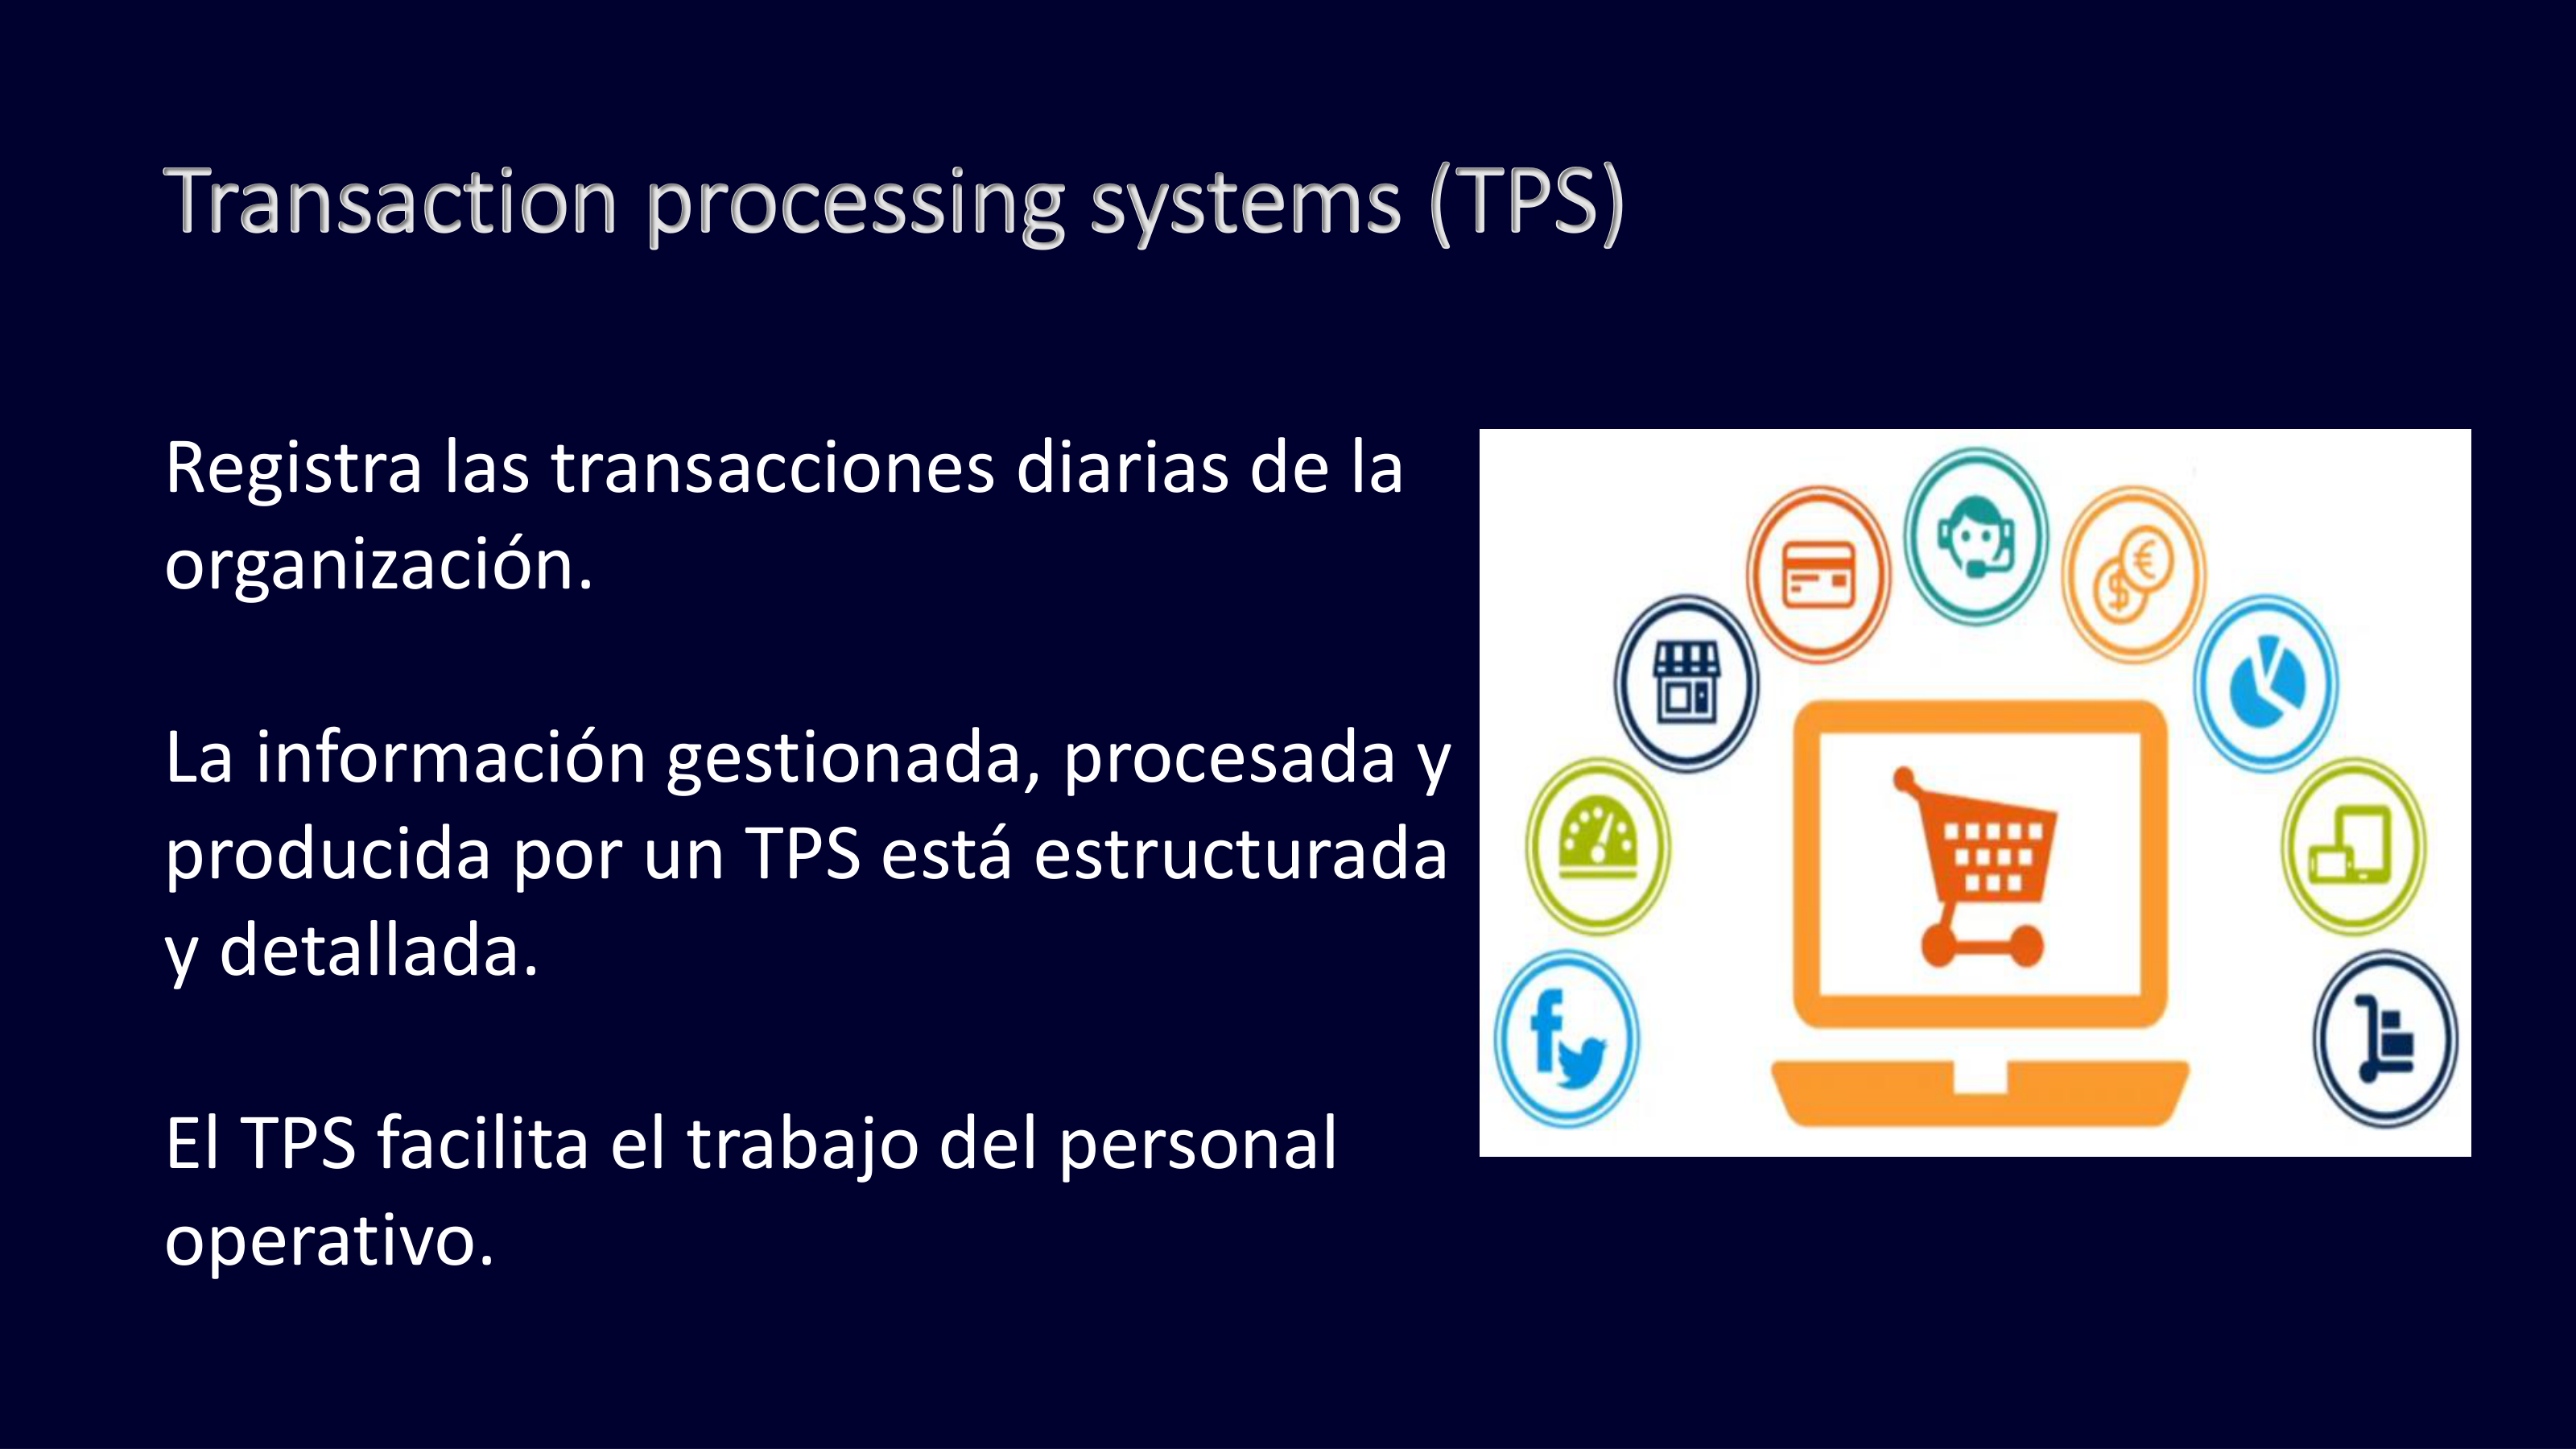 Transaction processing systems (TPS)
Registra las transacciones diarias de la
organización.
La información gestionada, procesada y
producida por un TPS está estructurada
y detallada.
El TPS facilita el trabajo del personal
operativo.